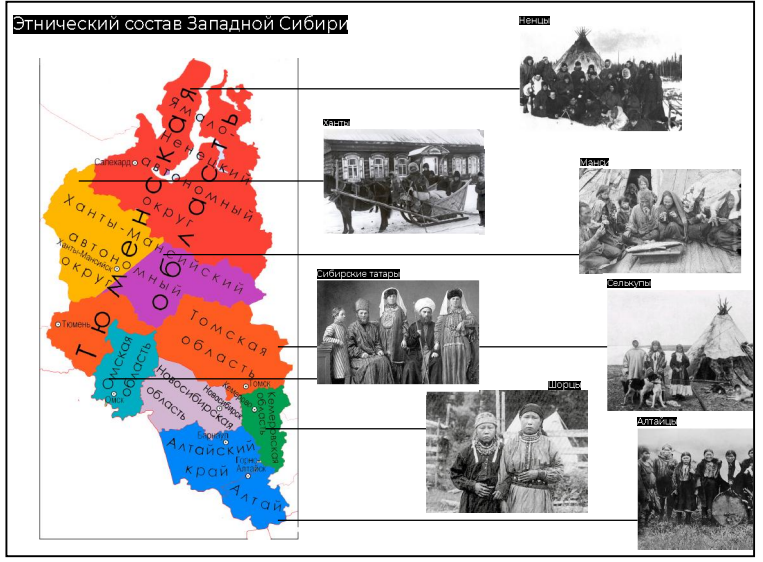 Этнический состав Западной Сибири
Ненцы
Ханты
Манси
Сибирские татары
Селькупы
Шорцы
Алтайцы
Тюменская
область
Ямало-
Ненецкий
автономный
округ
Салехард
Ханты-Мансийский
автономный
округ
Ханты-Мансийск
Тюмень
Томская
область
Томск
Омская
область
Омск
Новосибирская
область
Новосибирск
Кемерово
Кемеровская
область
Барнаул
Алтайский
край
Горно-
Алтайск
Алтай